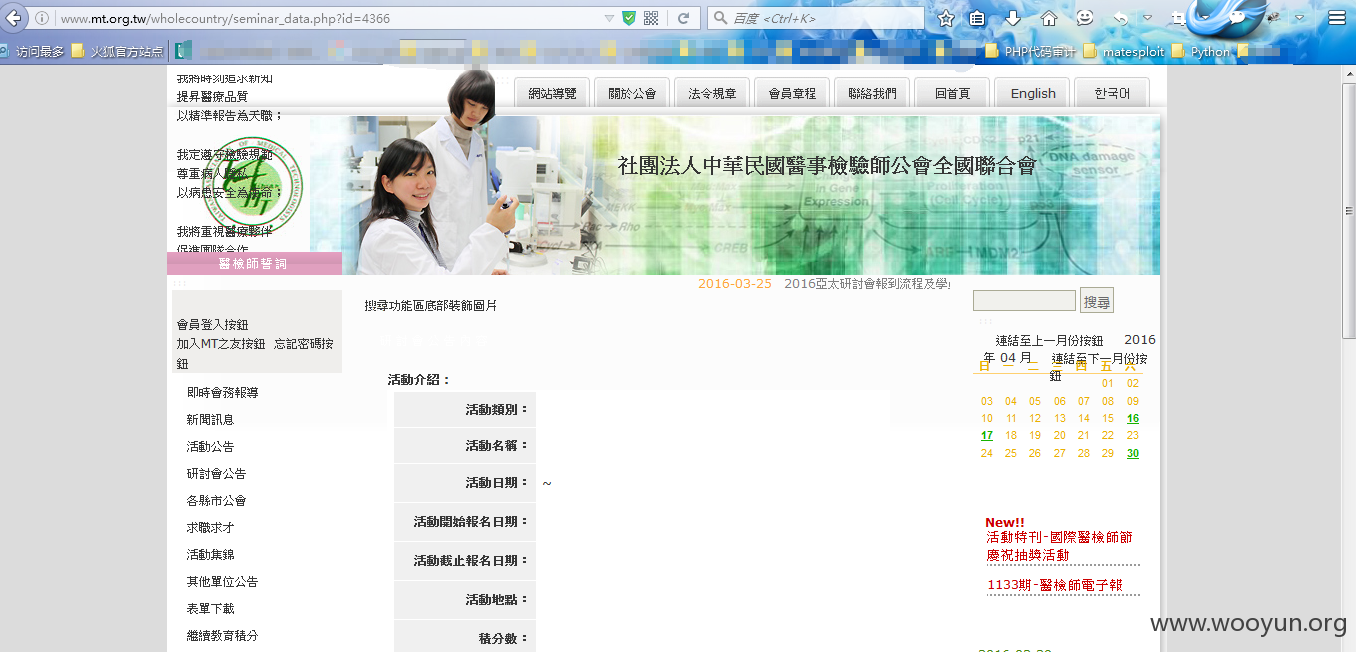 www.mt.org.tw/wholecountry/seminar_data.php?id=4366
百度 <Ctrl+K>
访问最多 火狐官方站点 PHP代码审计 matesploit Python
我將時刻追求新知
提昇醫療品質
以精準報告為天職；
我定遵守檢驗規範
尊重病人隱私
以病患安全為使命；
我將重視醫療夥伴
促進團隊合作
醫檢師誓詞
網站導覽 關於公會 法令規章 會員章程 聯絡我們 回首頁 English 한국어
社團法人中華民國醫事檢驗師公會全國聯合會
p21
DNA damage
sensor
in Gene
Expression
(Cell Cycle)
Rho
CREB
MDM2
2016-03-25 2016亞太研討會報到流程及學
搜尋功能區底部裝飾圖片
會員登入按鈕
加入MT之友按鈕 忘記密碼按
鈕
即時會務報導
新聞訊息
活動公告
研討會公告
各縣市公會
求職求才
活動集錦
其他單位公告
表單下載
繼續教育積分
活動介紹：
活動類別：
活動名稱：
活動日期： ~
活動開始報名日期：
活動截止報名日期：
活動地點：
積分數：
搜尋
連結至上一月份按鈕 2016
年 04 月 連結至下一月份按
鈕
日 一 二 三 四 五 六
01 02
03 04 05 06 07 08 09
10 11 12 13 14 15 16
17 18 19 20 21 22 23
24 25 26 27 28 29 30
New!!
活動特刊-國際醫檢師節
慶祝抽獎活動
1133期-醫檢師電子報
www.wooyun.org